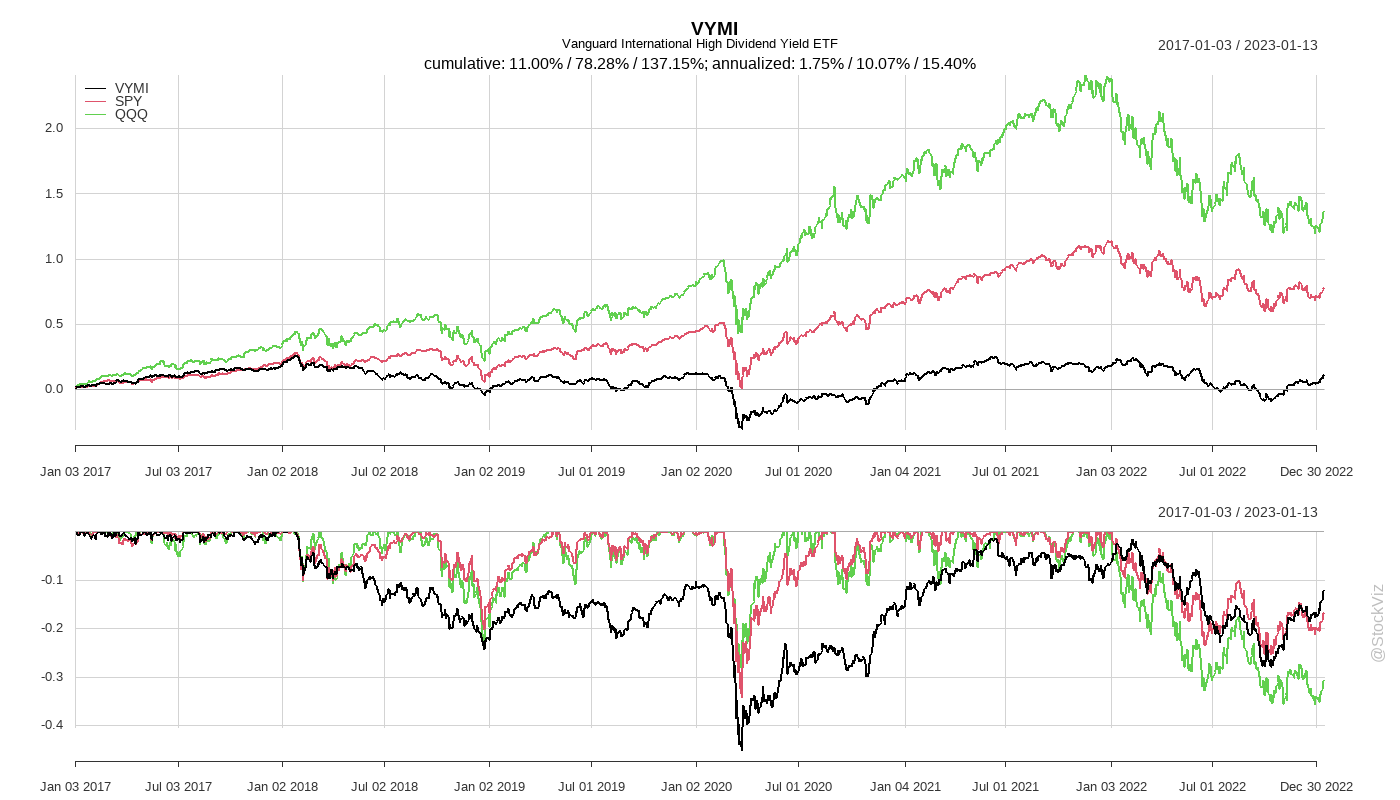 VYMI
Vanguard International High Dividend Yield ETF
2017-01-03 / 2023-01-13
cumulative: 11.00% / 78.28% / 137.15%; annualized: 1.75% / 10.07% / 15.40%
VYMI
SPY
QQQ
2.0
1.5
1.0
0.5
0.0
Jan 03 2017 Jul 03 2017 Jan 02 2018 Jul 02 2018 Jan 02 2019 Jul 01 2019 Jan 02 2020 Jul 01 2020 Jan 04 2021 Jul 01 2021 Jan 03 2022 Jul 01 2022 Dec 30 2022
2017-01-03 / 2023-01-13
-0.1
-0.2
-0.3
-0.4
Jan 03 2017 Jul 03 2017 Jan 02 2018 Jul 02 2018 Jan 02 2019 Jul 01 2019 Jan 02 2020 Jul 01 2020 Jan 04 2021 Jul 01 2021 Jan 03 2022 Jul 01 2022 Dec 30 2022
@StockViz